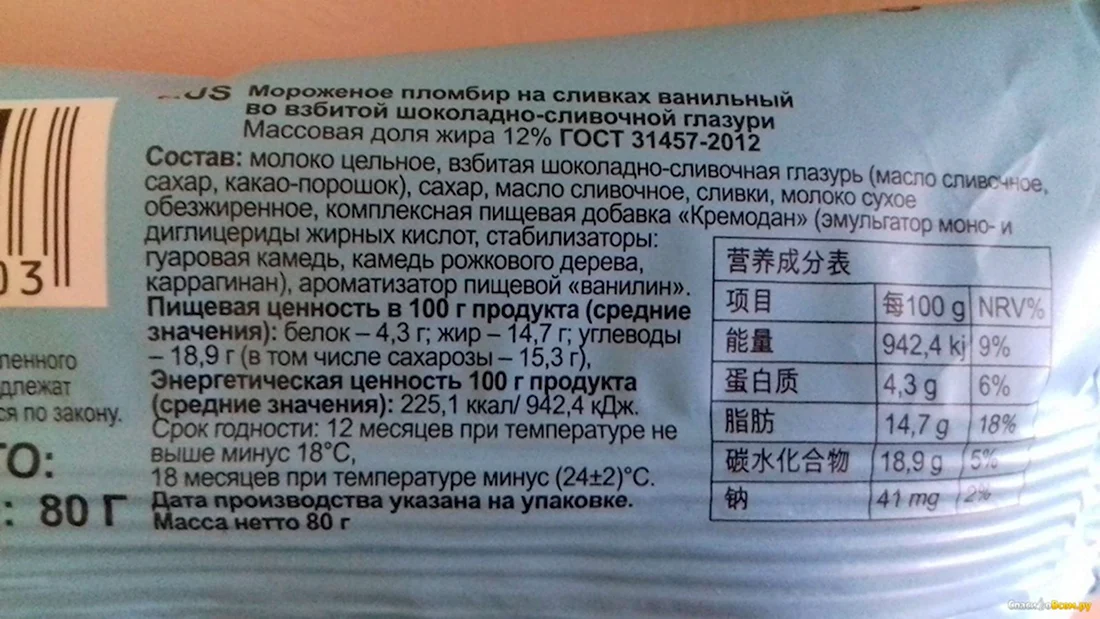 RUS Мороженое пломбир на сливках ванильный
во взбитой шоколадно-сливочной глазури
Массовая доля жира 12% ГОСТ 31457-2012
Состав: молоко цельное, взбитая шоколадно-сливочная глазурь (масло сливочное,
сахар, какао-порошок), сахар, масло сливочное, сливки, молоко сухое
обезжиренное, комплексная пищевая добавка «Кремодан» (эмульгатор моно- и
диглицериды жирных кислот, стабилизаторы:
гуаровая камедь, камедь рожкового дерева,
каррагинан), ароматизатор пищевой «ванилин».
Пищевая ценность в 100 г продукта (средние
значения): белок – 4,3 г; жир – 14,7 г; углеводы
– 18,9 г (в том числе сахарозы – 15,3 г),
Энергетическая ценность 100 г продукта
(средние значения): 225,1 ккал/ 942,4 кДж.
Срок годности: 12 месяцев при температуре не
выше минус 18°С,
18 месяцев при температуре минус (24±2)°С.
Дата производства указана на упаковке.
Масса нетто 80 г
营养成分表
项目 每100 g NRV%
能量 942,4 kj 9%
蛋白质 4,3 g 6%
脂肪 14,7 g 18%
碳水化合物 18,9 g 5%
钠 41 mg 2%
03
ленного
длежат
ся по закону.
ТО:
: 80 Г